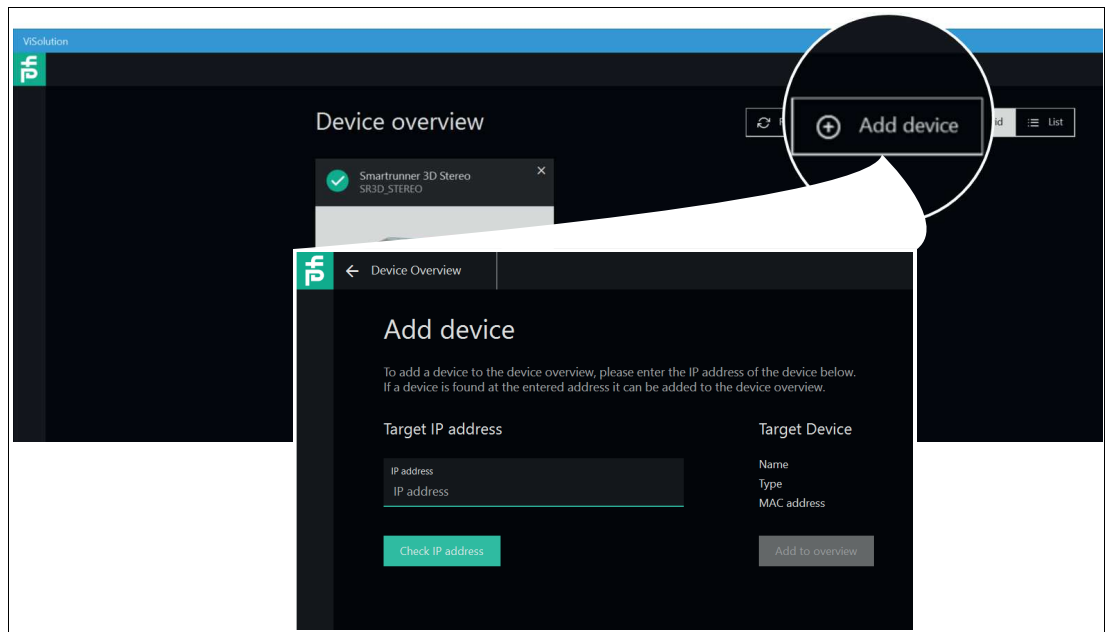 ViSolution
Device overview
Add device
id
List
Smartrunner 3D Stereo
SR3D_STEREO
Device Overview
Add device
To add a device to the device overview, please enter the IP address of the device below.
If a device is found at the entered address it can be added to the device overview.
Target IP address
Target Device
IP address
IP address
Name
Type
MAC address
Check IP address
Add to overview